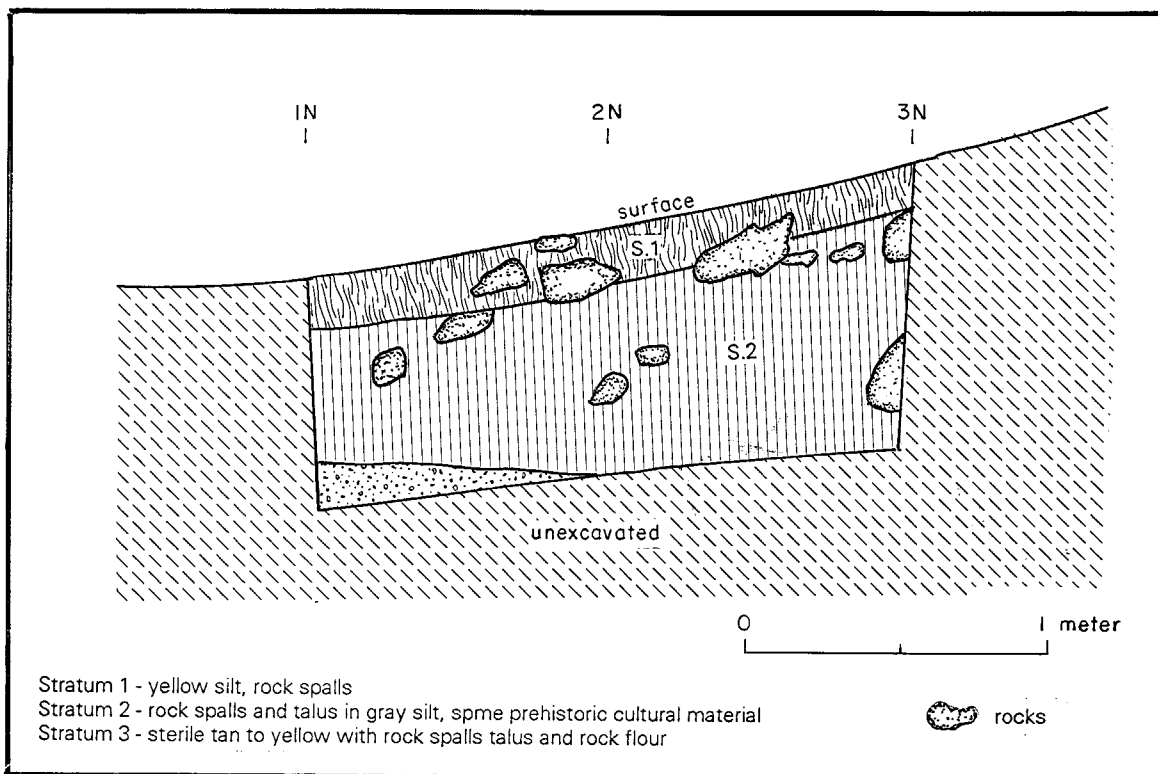 1N 2N 3N
surface
S.1
S.2
unexcavated
0 1 meter
Stratum 1 - yellow silt, rock spalls
Stratum 2 - rock spalls and talus in gray silt, spme prehistoric cultural material
Stratum 3 - sterile tan to yellow with rock spalls talus and rock flour
rocks